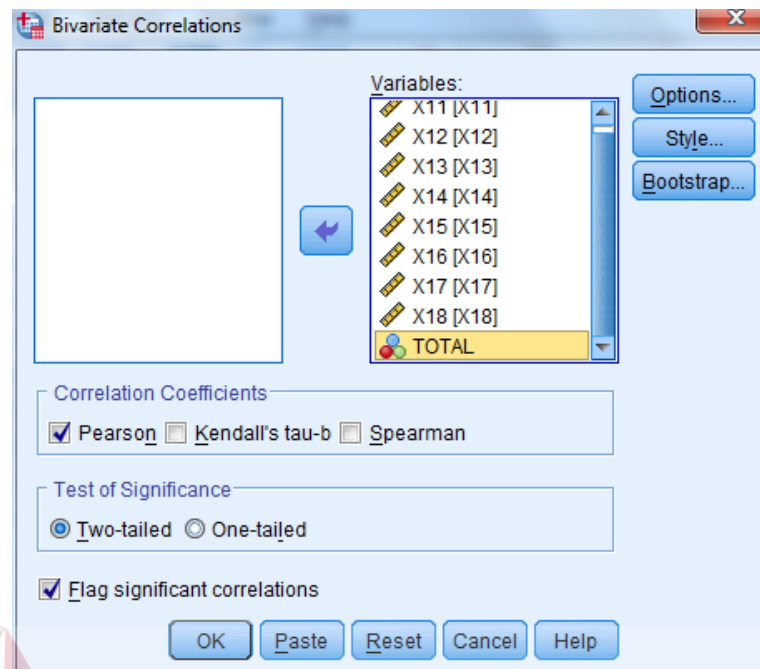 Bivariate Correlations
X
Variables:
X11 [X11]
X12 [X12]
X13 [X13]
X14 [X14]
X15 [X15]
X16 [X16]
X17 [X17]
X18 [X18]
TOTAL
Options...
Style...
Bootstrap...
Correlation Coefficients
Pearson Kendall's tau-b Spearman
Test of Significance
Two-tailed One-tailed
Flag significant correlations
OK Paste Reset Cancel Help